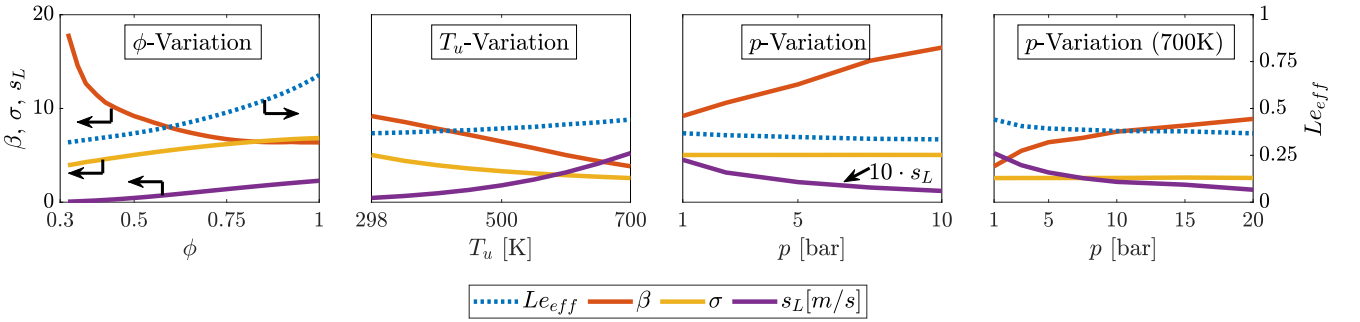 β, σ, s_L
20
10
0
ϕ-Variation
0.3 0.5 0.75 1
ϕ
T_u-Variation
298 500 700
T_u [K]
p-Variation
10 · s_L
1 5 10
p [bar]
p-Variation (700K)
1 5 10 15 20
p [bar]
1
0.75
0.5
0.25
0
Le_eff
Le_eff β σ s_L[m/s]